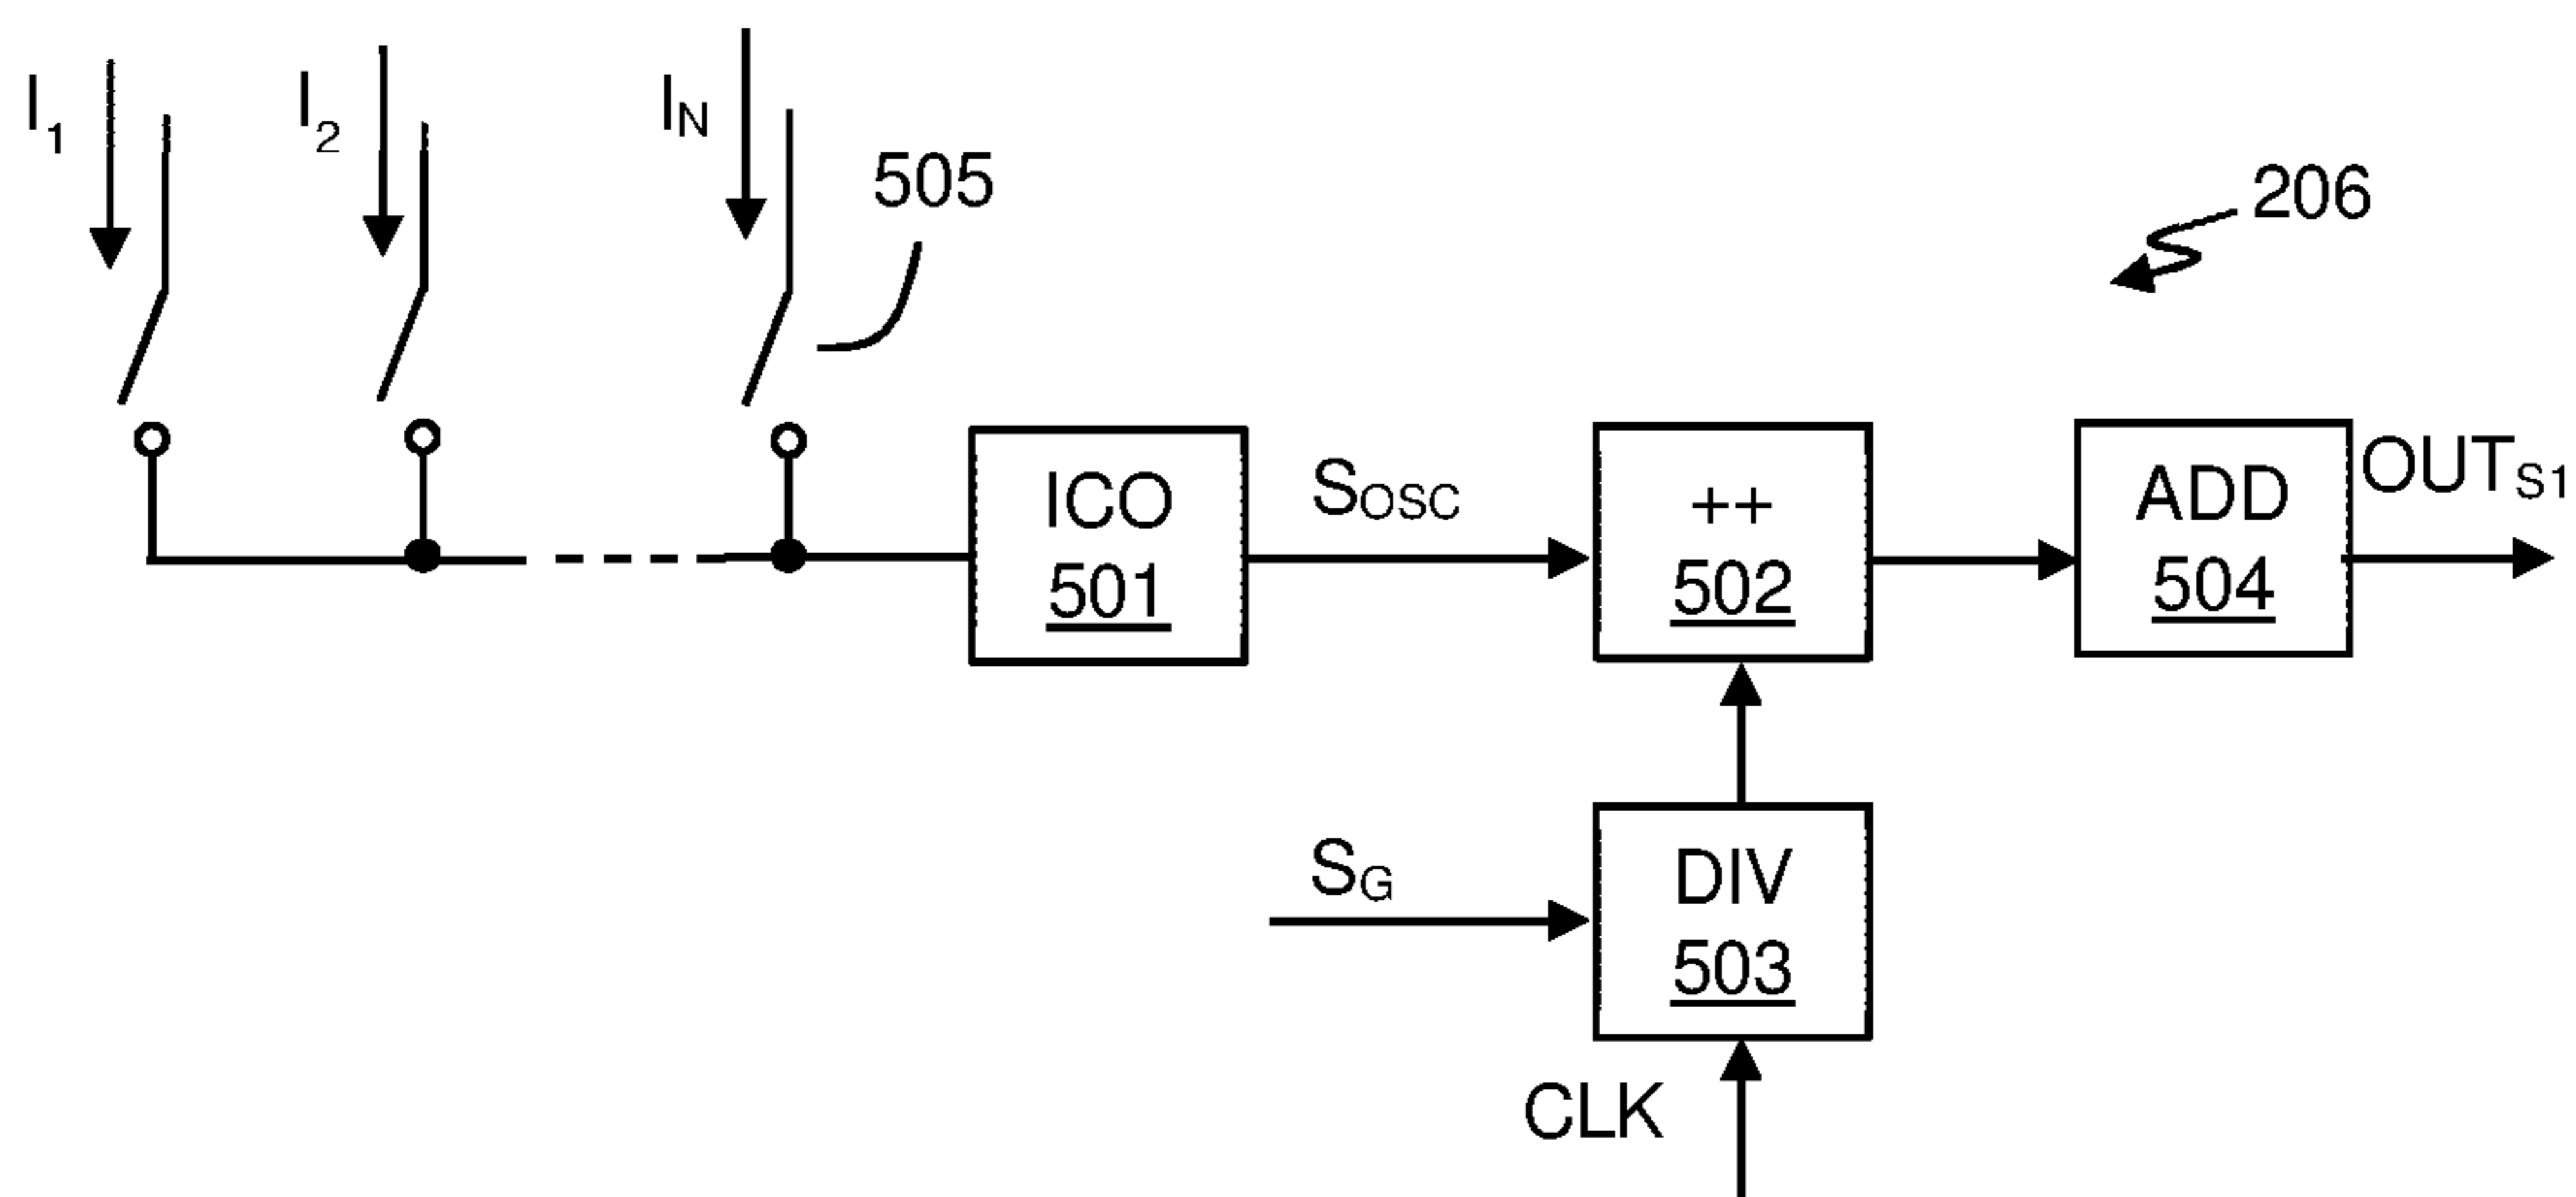 I1
I2
IN
505
206
ICO
501
SOSC
++
502
ADD
504
OUTS1
SG
DIV
503
CLK